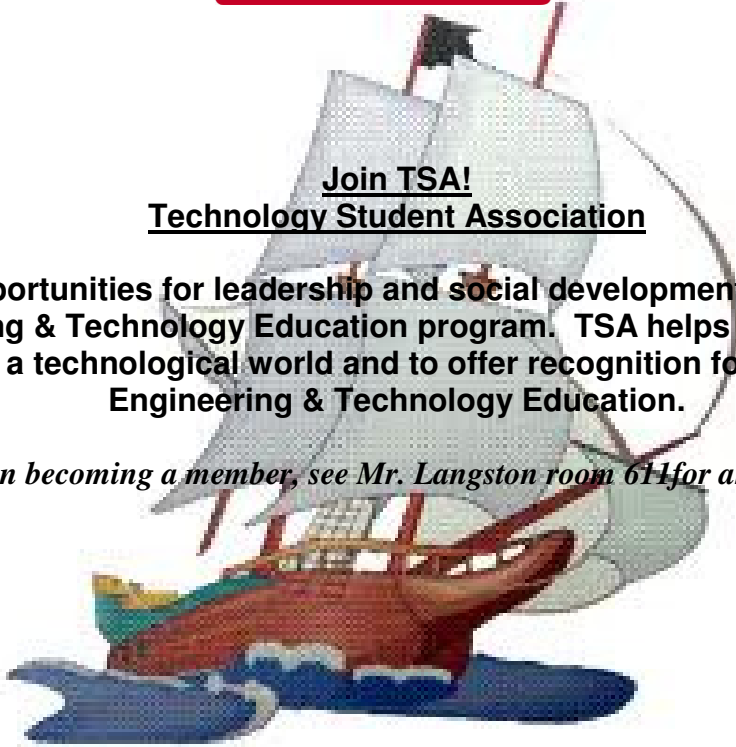 Join TSA!
Technology Student Association
portunities for leadership and social development
ng & Technology Education program. TSA helps
a technological world and to offer recognition fo
Engineering & Technology Education.
n becoming a member, see Mr. Langston room 611for a